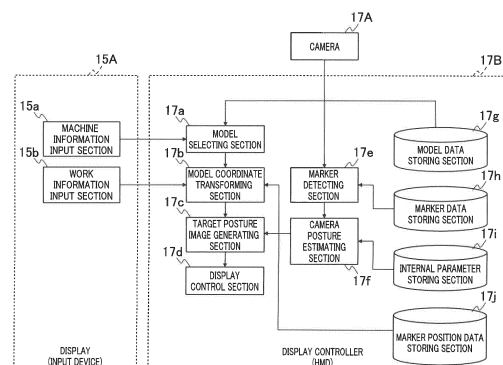 17A
CAMERA
15A
17B
15a
MACHINE
INFORMATION
INPUT SECTION
15b
WORK
INFORMATION
INPUT SECTION
17a
MODEL
SELECTING SECTION
17b
MODEL COORDINATE
TRANSFORMING
SECTION
17c
TARGET POSTURE
IMAGE GENERATING
SECTION
17d
DISPLAY
CONTROL SECTION
17e
MARKER
DETECTING
SECTION
CAMERA
POSTURE
ESTIMATING
SECTION
17f
17g
MODEL DATA
STORING SECTION
17h
MARKER DATA
STORING SECTION
17i
INTERNAL PARAMETER
STORING SECTION
17j
MARKER POSITION DATA
STORING SECTION
DISPLAY
(INPUT DEVICE)
DISPLAY CONTROLLER
(HMD)